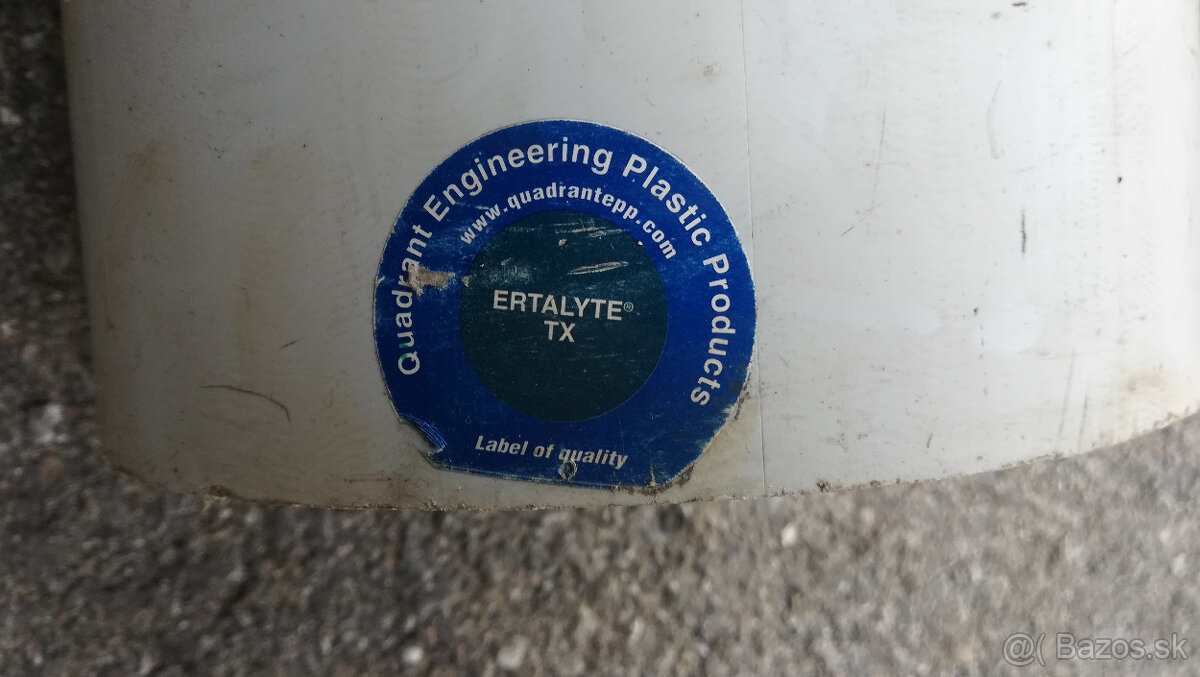 Quadrant Engineering Plastic Products
www.quadrantepp.com
ERTALYTE®
TX
Label of quality
@( Bazos.sk